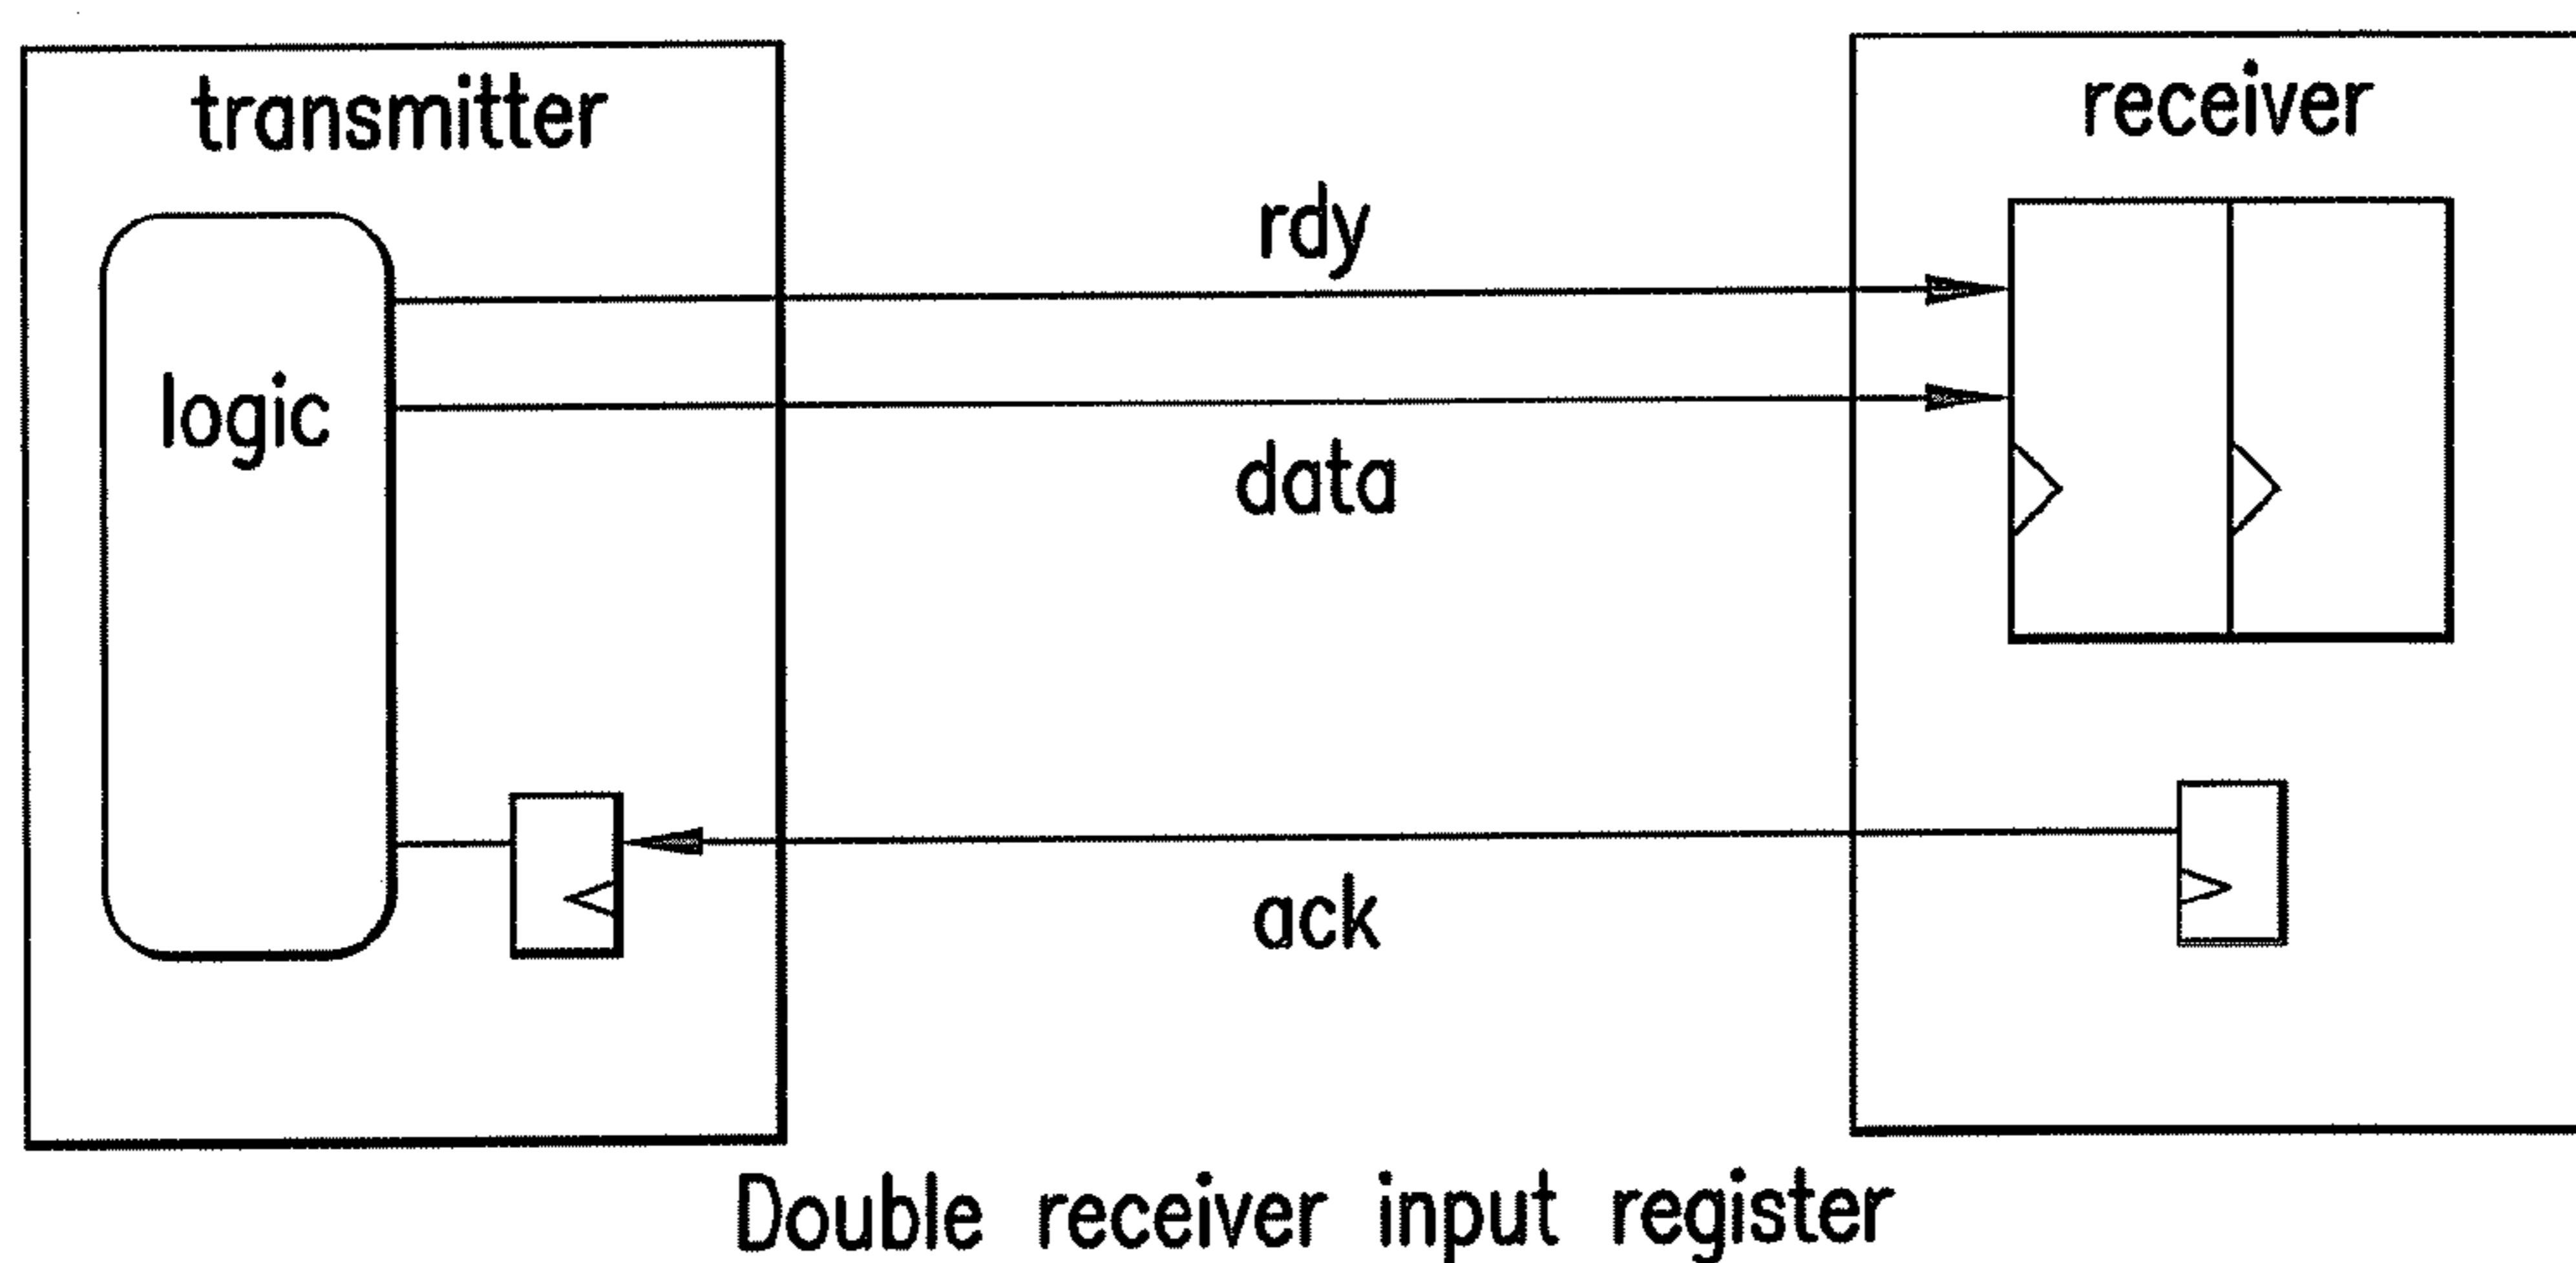 transmitter
receiver
rdy
logic
data
ack
Double receiver input register